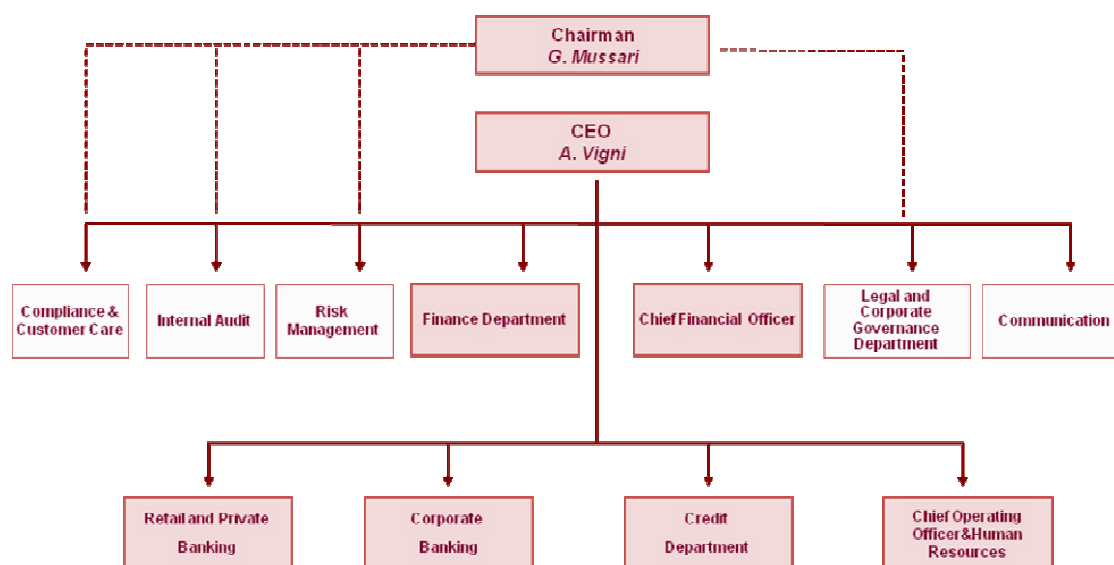 Chairman
G. Mussari
CEO
A. Vigni
Compliance &
Customer Care
Internal Audit
Risk
Management
Finance Department
Chief Financial Officer
Legal and
Corporate
Governance
Department
Communication
Retail and Private
Banking
Corporate
Banking
Credit
Department
Chief Operating
Officer&Human
Resources